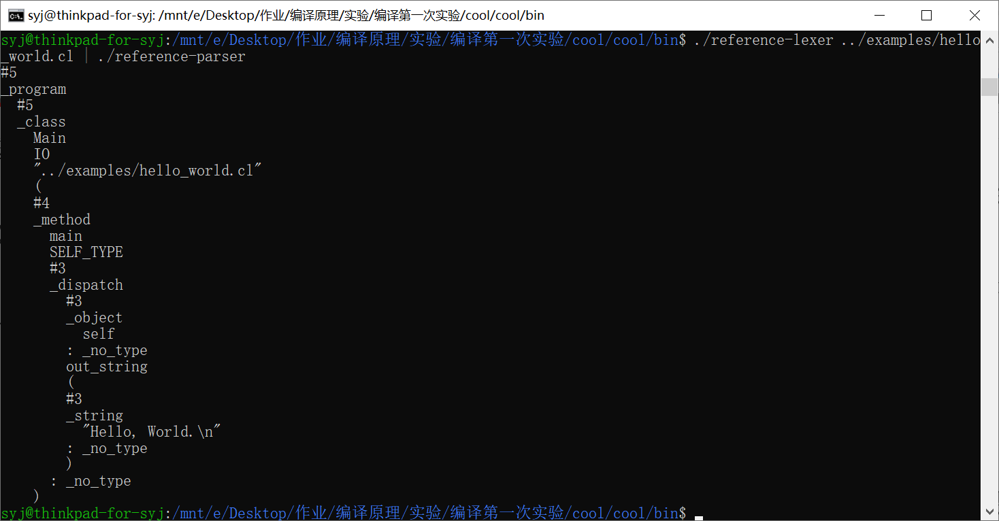 syj@thinkpad-for-syj: /mnt/e/Desktop/作业/编译原理/实验/编译第一次实验/cool/cool/bin
syj@thinkpad-for-syj:/mnt/e/Desktop/作业/编译原理/实验/编译第一次实验/cool/cool/bin$ ./reference-lexer ../examples/hello
_world.cl | ./reference-parser
#5
_program
  #5
  _class
    Main
    IO
    "../examples/hello_world.cl"
    (
    #4
    _method
      main
      SELF_TYPE
      #3
      _dispatch
        #3
        _object
          self
        : _no_type
        out_string
        (
        #3
        _string
          "Hello, World.\n"
        : _no_type
        )
      : _no_type
    )
syj@thinkpad-for-syj:/mnt/e/Desktop/作业/编译原理/实验/编译第一次实验/cool/cool/bin$